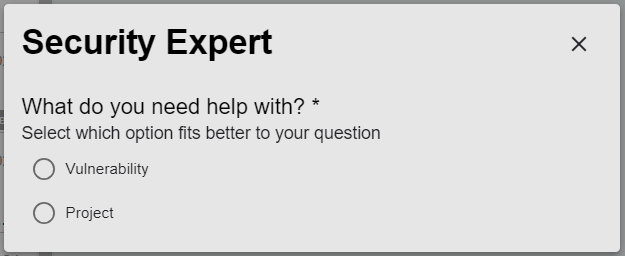 Security Expert
What do you need help with? *
Select which option fits better to your question
Vulnerability
Project